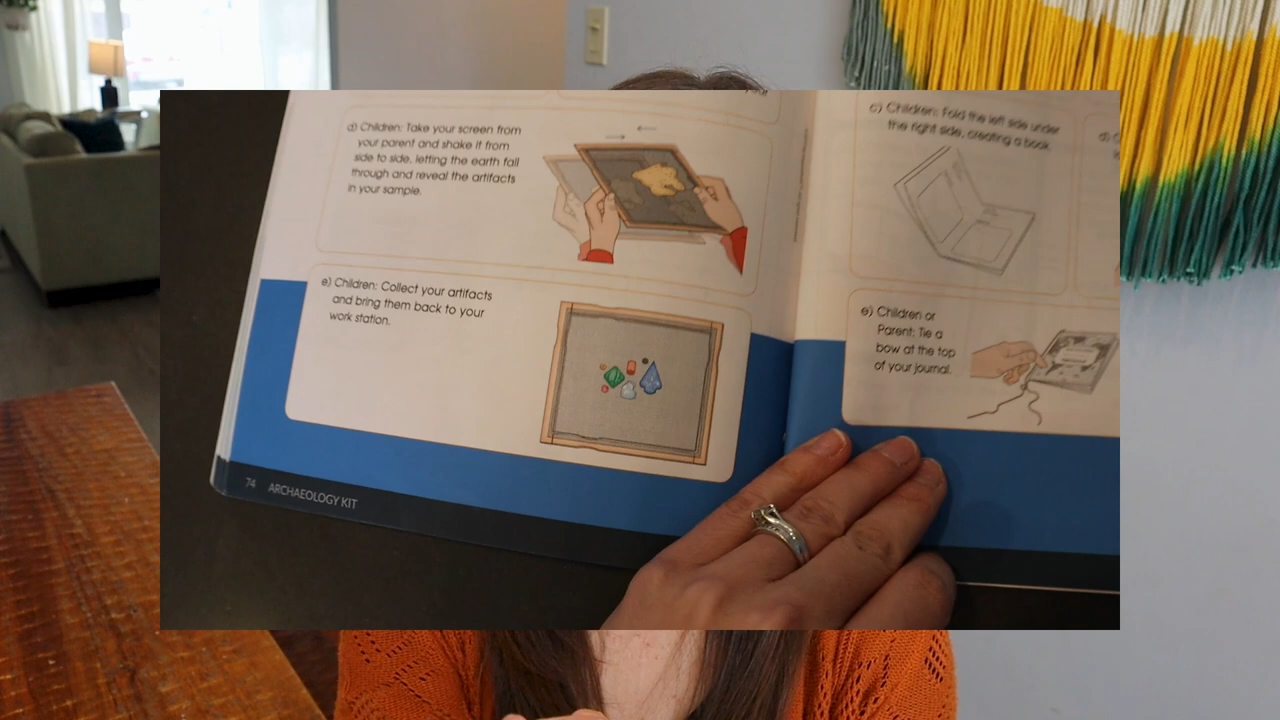 d) Children: Take your screen from
your parent and shake it from
side to side, letting the earth fall
through and reveal the artifacts
in your sample.
e) Children: Collect your artifacts
and bring them back to your
work station.
74 ARCHAEOLOGY KIT
c) Children: Fold the left side under
the right side, creating a book.
e) Children or
Parent: Tie a
bow at the top
of your journal.